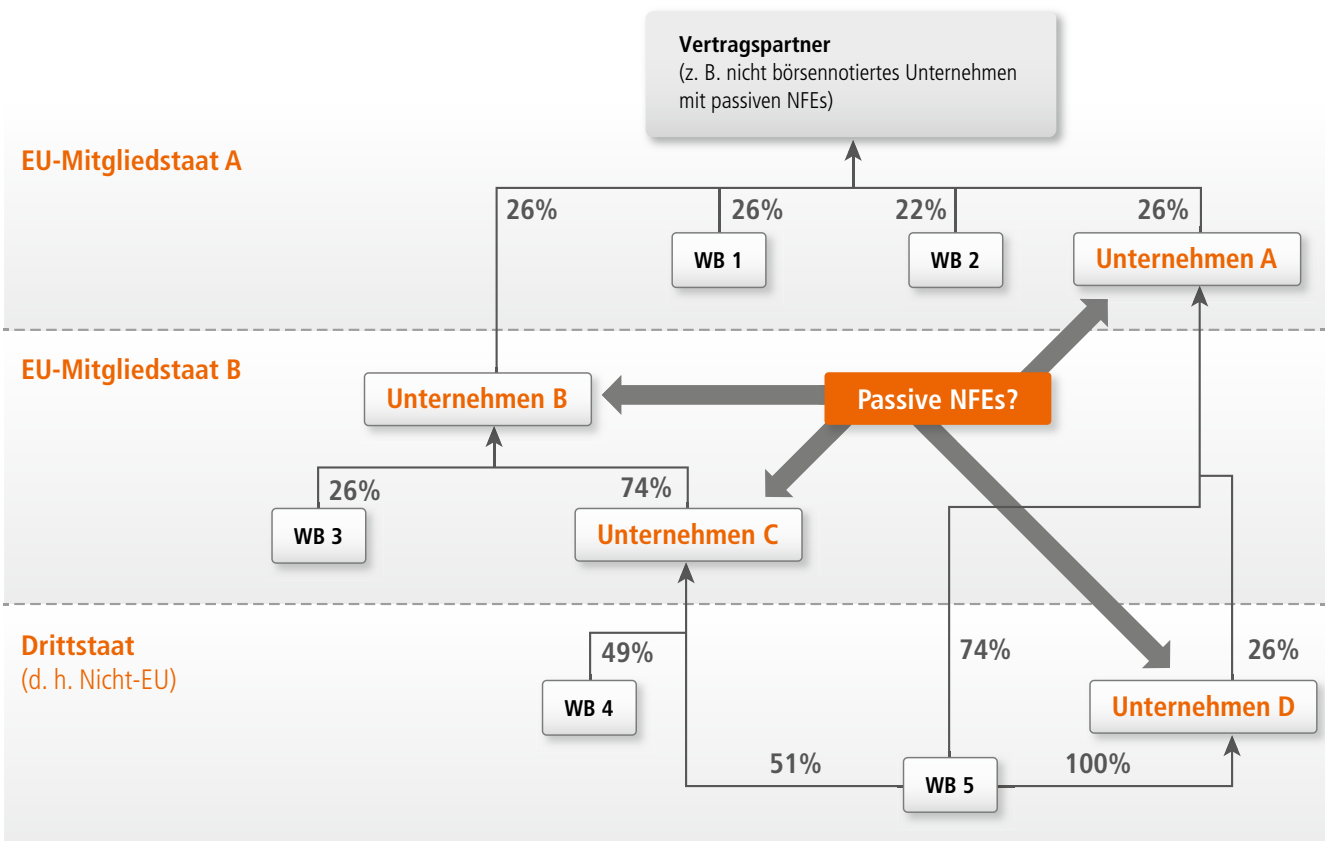 Vertragspartner
(z. B. nicht börsennotiertes Unternehmen
mit passiven NFEs)
EU-Mitgliedstaat A
26%
26%
22%
26%
WB 1
WB 2
Unternehmen A
EU-Mitgliedstaat B
Unternehmen B
Passive NFEs?
26%
74%
WB 3
Unternehmen C
Drittstaat
(d. h. Nicht-EU)
49%
74%
26%
WB 4
Unternehmen D
51%
WB 5
100%